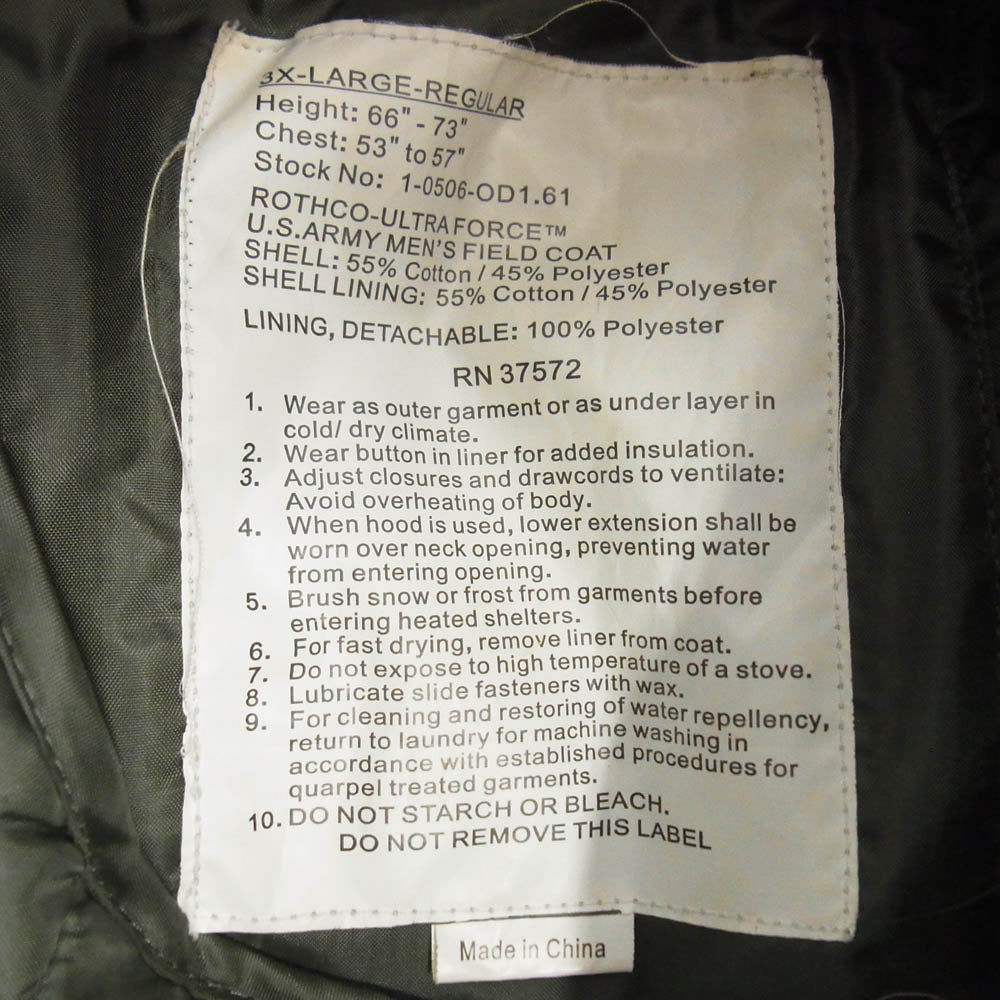 3X-LARGE-REGULAR
Height: 66" - 73"
Chest: 53" to 57"
Stock No: 1-0506-OD1.61
ROTHCO-ULTRA FORCE™
U.S.ARMY MEN'S FIELD COAT
SHELL: 55% Cotton / 45% Polyester
SHELL LINING: 55% Cotton / 45% Polyester
LINING, DETACHABLE: 100% Polyester
RN 37572
1. Wear as outer garment or as under layer in
cold/ dry climate.
2. Wear button in liner for added insulation.
3. Adjust closures and drawcords to ventilate:
Avoid overheating of body.
4. When hood is used, lower extension shall be
worn over neck opening, preventing water
from entering opening.
5. Brush snow or frost from garments before
entering heated shelters.
6. For fast drying, remove liner from coat.
7. Do not expose to high temperature of a stove.
8. Lubricate slide fasteners with wax.
9. For cleaning and restoring of water repellency,
return to laundry for machine washing in
accordance with established procedures for
quarpel treated garments.
10. DO NOT STARCH OR BLEACH.
DO NOT REMOVE THIS LABEL
Made in China